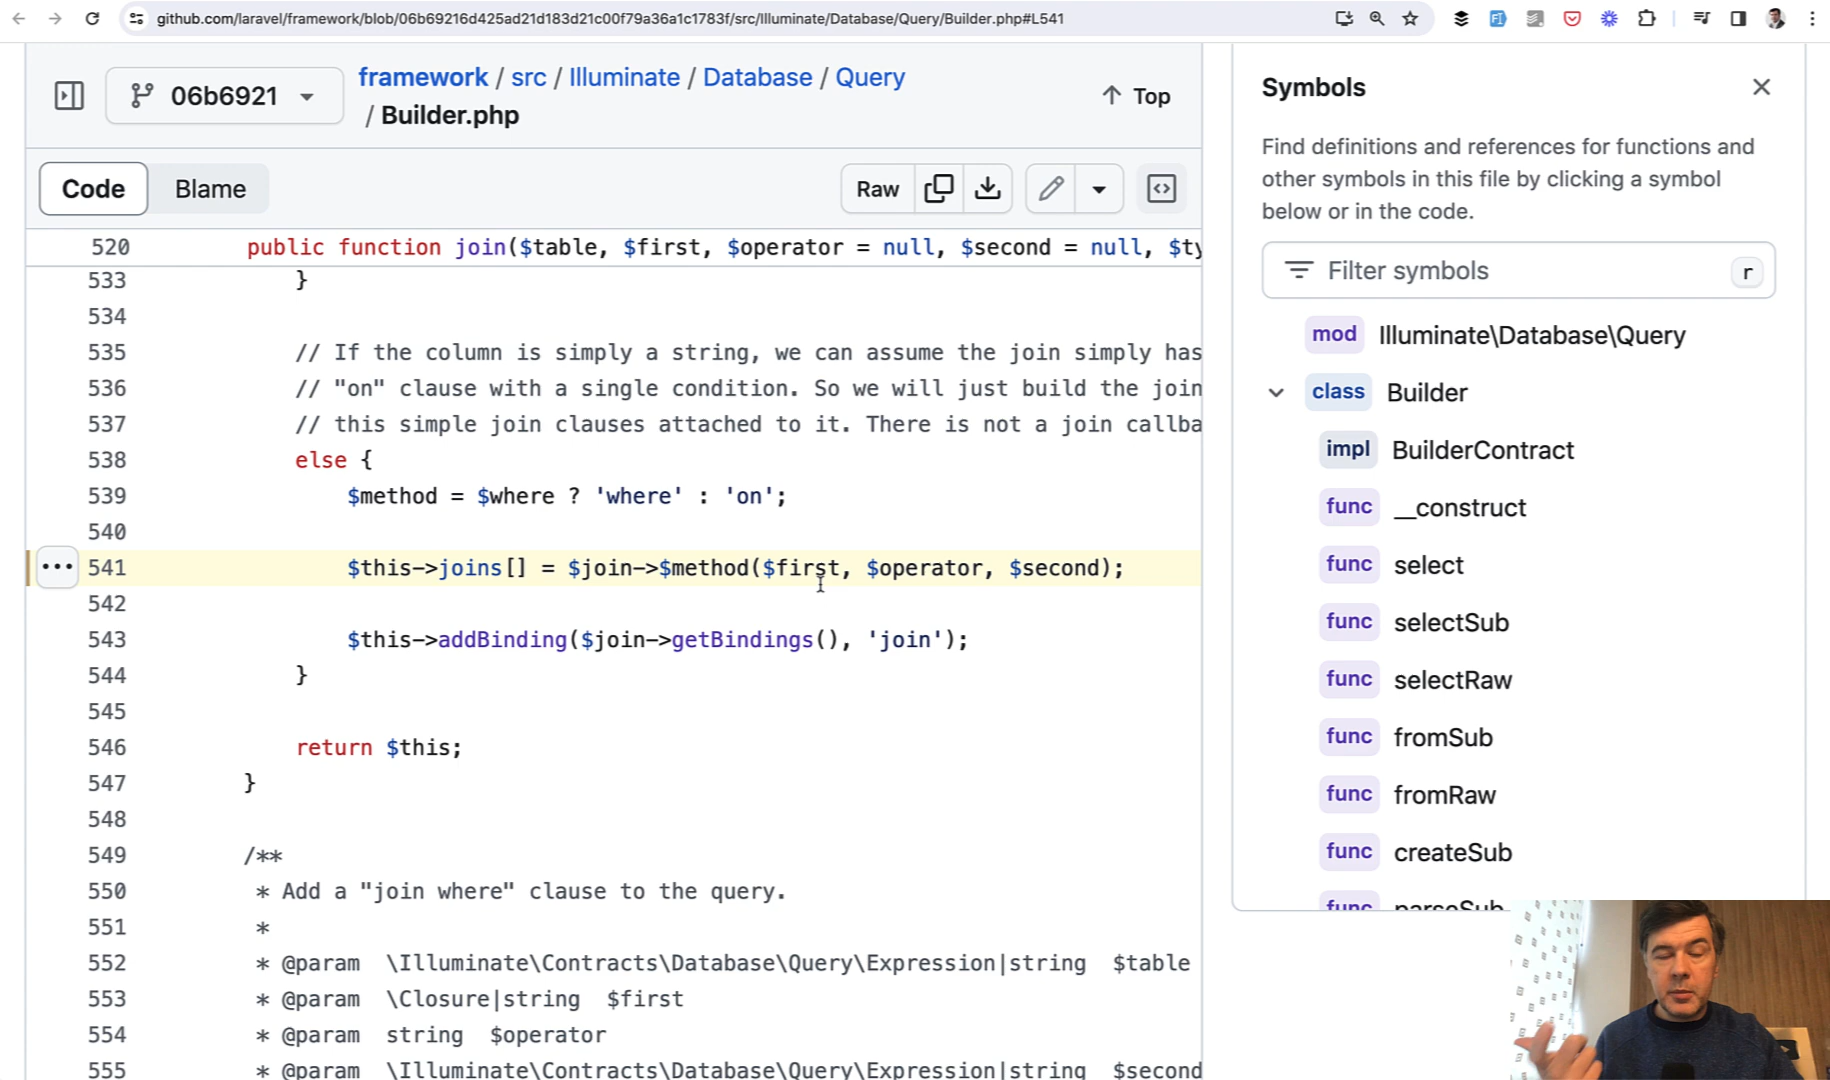 github.com/laravel/framework/blob/06b69216d425ad21d183d21c00f79a36a1c1783f/src/Illuminate/Database/Query/Builder.php#L541
06b6921
framework / src / Illuminate / Database / Query
/ Builder.php
Top
Code
Blame
Raw
520 public function join($table, $first, $operator = null, $second = null, $ty
533 }
534
535 // If the column is simply a string, we can assume the join simply has
536 // "on" clause with a single condition. So we will just build the join
537 // this simple join clauses attached to it. There is not a join callba
538 else {
539 $method = $where ? 'where' : 'on';
540
541 $this->joins[] = $join->$method($first, $operator, $second);
542
543 $this->addBinding($join->getBindings(), 'join');
544 }
545
546 return $this;
547 }
548
549 /**
550 * Add a "join where" clause to the query.
551 *
552 * @param \Illuminate\Contracts\Database\Query\Expression|string $table
553 * @param \Closure|string $first
554 * @param string $operator
555 * @param \Illuminate\Contracts\Database\Query\Expression|string $second
Symbols
Find definitions and references for functions and
other symbols in this file by clicking a symbol
below or in the code.
Filter symbols
r
mod Illuminate\Database\Query
class Builder
impl BuilderContract
func __construct
func select
func selectSub
func selectRaw
func fromSub
func fromRaw
func createSub
func parseSub